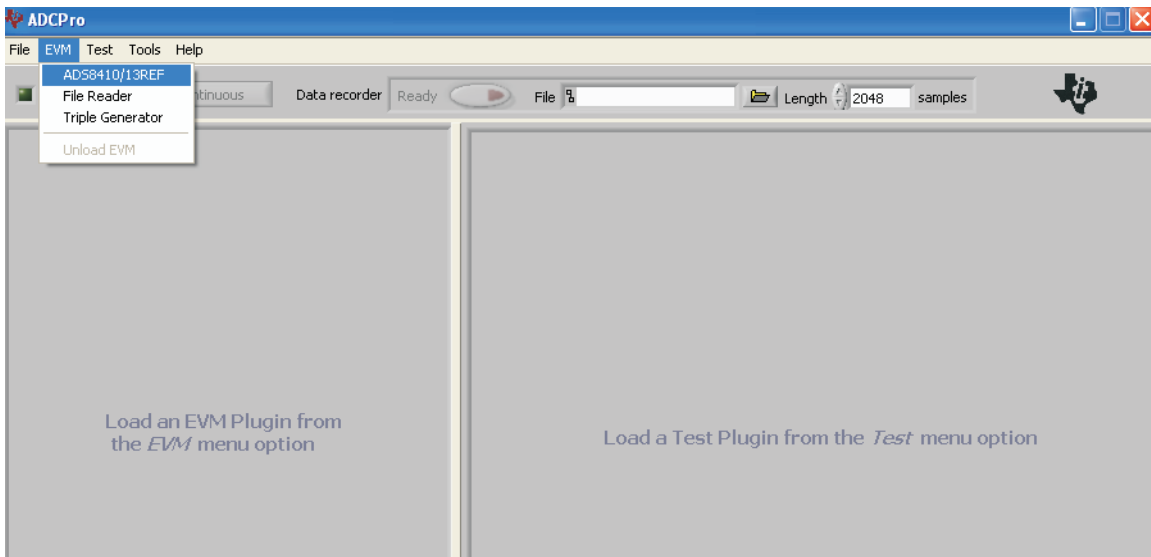 ADCPro
File EVM Test Tools Help
ADS8410/13REF
File Reader
Triple Generator
Unload EVM
ntinuous
Data recorder Ready File Length 2048 samples
Load an EVM Plugin from
the EVM menu option
Load a Test Plugin from the Test menu option